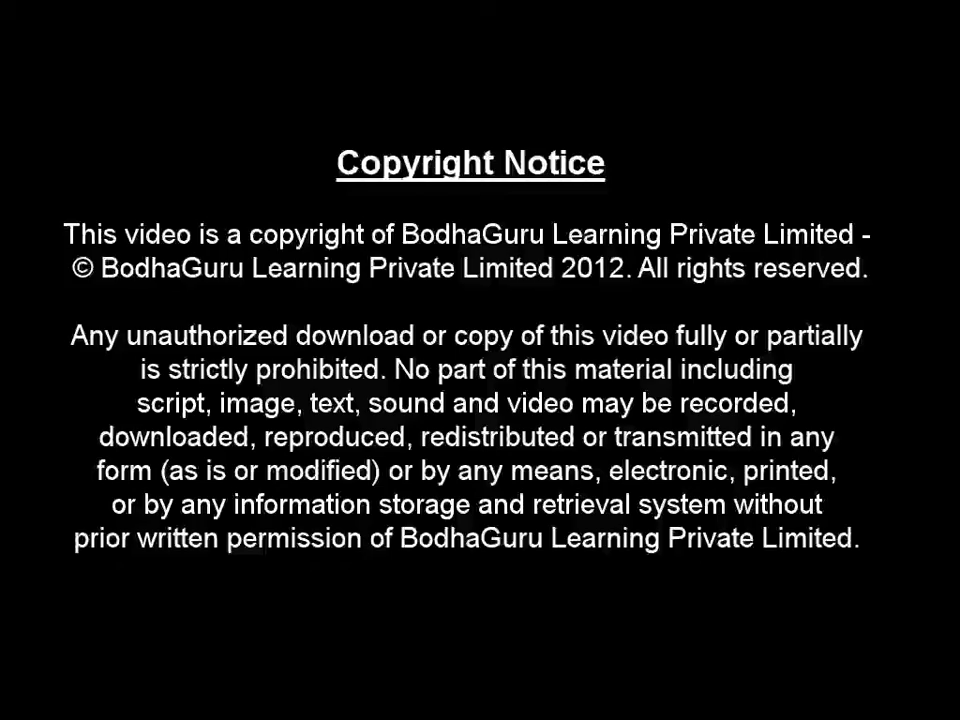 Copyright Notice
This video is a copyright of BodhaGuru Learning Private Limited -
© BodhaGuru Learning Private Limited 2012. All rights reserved.
Any unauthorized download or copy of this video fully or partially
is strictly prohibited. No part of this material including
script, image, text, sound and video may be recorded,
downloaded, reproduced, redistributed or transmitted in any
form (as is or modified) or by any means, electronic, printed,
or by any information storage and retrieval system without
prior written permission of BodhaGuru Learning Private Limited.